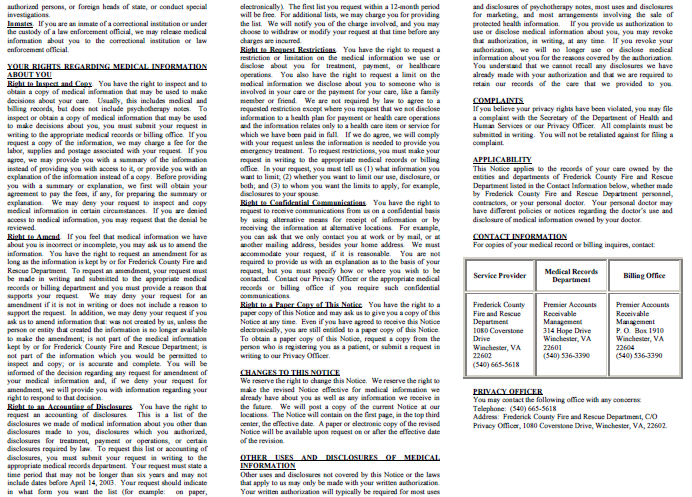 authorized persons, or foreign heads of state, or conduct special
investigations.
Inmates. If you are an inmate of a correctional institution or under
the custody of a law enforcement official, we may release medical
information about you to the correctional institution or law
enforcement official.
YOUR RIGHTS REGARDING MEDICAL INFORMATION
ABOUT YOU
Right to Inspect and Copy. You have the right to inspect and to
obtain a copy of medical information that may be used to make
decisions about your care. Usually, this includes medical and
billing records, but does not include psychotherapy notes. To
inspect or obtain a copy of medical information that may be used
to make decisions about you, you must submit your request in
writing to the appropriate medical records or billing office. If you
request a copy of the information, we may charge a fee for the
labor, supplies and postage associated with your request. If you
agree, we may provide you with a summary of the information
instead of providing you with access to it, or provide you with an
explanation of the information instead of a copy. Before providing
you with a summary or explanation, we first will obtain your
agreement to pay the fees, if any, for preparing the summary or
explanation. We may deny your request to inspect and copy
medical information in certain circumstances. If you are denied
access to medical information, you may request that the denial be
reviewed.
Right to Amend. If you feel that medical information we have
about you is incorrect or incomplete, you may ask us to amend the
information. You have the right to request an amendment for as
long as the information is kept by or for Frederick County Fire and
Rescue Department. To request an amendment, your request must
be made in writing and submitted to the appropriate medical
records or billing department and you must provide a reason that
supports your request. We may deny your request for an
amendment if it is not in writing or does not include a reason to
support the request. In addition, we may deny your request if you
ask us to amend information that: was not created by us, unless the
person or entity that created the information is no longer available
to make the amendment; is not part of the medical information
kept by or for Frederick County Fire and Rescue Department; is
not part of the information which you would be permitted to
inspect and copy; or is accurate and complete. You will be
informed of the decision regarding any request for amendment of
your medical information and, if we deny your request for
amendment, we will provide you with information regarding your
right to respond to that decision.
Right to an Accounting of Disclosures. You have the right to
request an accounting of disclosures. This is a list of the
disclosures we made of medical information about you other than
disclosures made to you, disclosures which you authorized,
disclosures for treatment, payment or operations, or certain
disclosures required by law. To request this list or accounting of
disclosures, you must submit your request in writing to the
appropriate medical records department. Your request must state a
time period that may not be longer than six years and may not
include dates before April 14, 2003. Your request should indicate
in what form you want the list (for example: on paper,
electronically). The first list you request within a 12-month period
will be free. For additional lists, we may charge you for providing
the list. We will notify you of the charge involved, and you may
choose to withdraw or modify your request at that time before any
charges are incurred.
Right to Request Restrictions. You have the right to request a
restriction or limitation on the medical information we use or
disclose about you for treatment, payment, or healthcare
operations. You also have the right to request a limit on the
medical information we disclose about you to someone who is
involved in your care or the payment for your care, like a family
member or friend. We are not required by law to agree to a
requested restriction except where you request that we not disclose
information to a health plan for payment or health care operations
and the information relates only to a health care item or service for
which we have been paid in full. If we do agree, we will comply
with your request unless the information is needed to provide you
emergency treatment. To request restrictions, you must make your
request in writing to the appropriate medical records or billing
office. In your request, you must tell us (1) what information you
want to limit; (2) whether you want to limit our use, disclosure, or
both; and (3) to whom you want the limits to apply, for example,
disclosures to your spouse.
Right to Confidential Communications. You have the right to
request to receive communications from us on a confidential basis
by using alternative means for receipt of information or by
receiving the information at alternative locations. For example,
you can ask that we only contact you at work or by mail, or at
another mailing address, besides your home address. We must
accommodate your request, if it is reasonable. You are not
required to provide us with an explanation as to the basis of your
request, but you must specify how or where you wish to be
contacted. Contact our Privacy Officer or the appropriate medical
records or billing office if you require such confidential
communications.
Right to a Paper Copy of This Notice. You have the right to a
paper copy of this Notice and may ask us to give you a copy of this
Notice at any time. Even if you have agreed to receive this Notice
electronically, you are still entitled to a paper copy of this Notice.
To obtain a paper copy of this Notice, request a copy from the
person who is registering you as a patient, or submit a request in
writing to our Privacy Officer.
CHANGES TO THIS NOTICE
We reserve the right to change this Notice. We reserve the right to
make the revised Notice effective for medical information we
already have about you as well as any information we receive in
the future. We will post a copy of the current Notice at our
locations. The Notice will contain on the first page, in the top third
center, the effective date. A paper or electronic copy of the revised
Notice will be available upon request on or after the effective date
of the revision.
OTHER USES AND DISCLOSURES OF MEDICAL
INFORMATION
Other uses and disclosures not covered by this Notice or the laws
that apply to us may only be made with your written authorization.
Your written authorization will typically be required for most uses
and disclosures of psychotherapy notes, most uses and disclosures
for marketing, and most arrangements involving the sale of
protected health information. If you provide us authorization to
use or disclose medical information about you, you may revoke
that authorization, in writing, at any time. If you revoke your
authorization, we will no longer use or disclose medical
information about you for the reasons covered by the authorization.
You understand that we cannot recall any disclosures we have
already made with your authorization and that we are required to
retain our records of the care that we provided to you.
COMPLAINTS
If you believe your privacy rights have been violated, you may file
a complaint with the Secretary of the Department of Health and
Human Services or our Privacy Officer. All complaints must be
submitted in writing. You will not be retaliated against for filing a
complaint.
APPLICABILITY
This Notice applies to the records of your care owned by the
entities and departments of Frederick County Fire and Rescue
Department listed in the Contact Information below, whether made
by Frederick County Fire and Rescue Department personnel,
contractors, or your personal doctor. Your personal doctor may
have different policies or notices regarding the doctor's use and
disclosure of medical information owned by your doctor.
CONTACT INFORMATION
For copies of your medical record or billing inquires, contact:
Service Provider
Medical Records
Department
Billing Office
Frederick County
Fire and Rescue
Department
1080 Coverstone
Drive
Winchester, VA
22602
(540) 665-5618
Premier Accounts
Receivable
Management
314 Hope Drive
Winchester, VA
22601
(540) 536-3390
Premier Accounts
Receivable
Management
P. O. Box 1910
Winchester, VA
22604
(540) 536-3390
PRIVACY OFFICER
You may contact the following office with any concerns:
Telephone: (540) 665-5618
Address: Frederick County Fire and Rescue Department, C/O
Privacy Officer, 1080 Coverstone Drive, Winchester, VA, 22602.